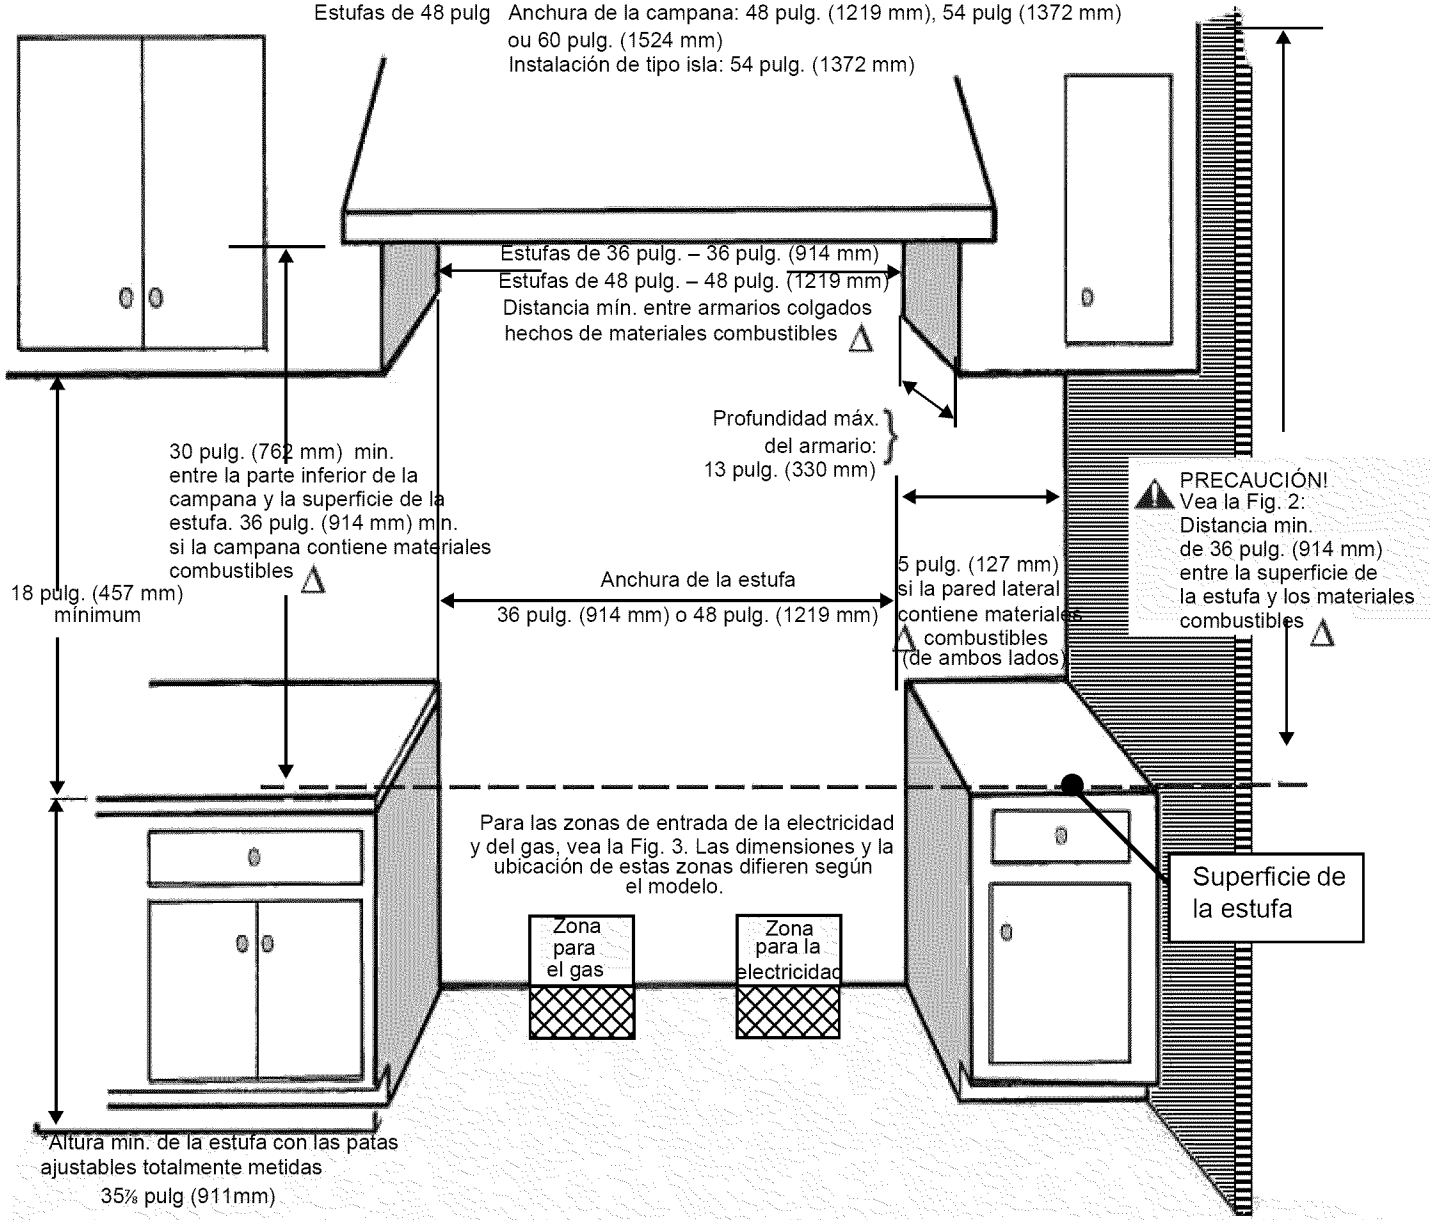 Estufas de 48 pulg   Anchura de la campana: 48 pulg. (1219 mm), 54 pulg (1372 mm)
ou 60 pulg. (1524 mm)
Instalación de tipo isla: 54 pulg. (1372 mm)
Estufas de 36 pulg. – 36 pulg. (914 mm)
Estufas de 48 pulg. – 48 pulg. (1219 mm)
Distancia mín. entre armarios colgados
hechos de materiales combustibles
Profundidad máx.
del armario:
13 pulg. (330 mm)
30 pulg. (762 mm)  min.
entre la parte inferior de la
campana y la superficie de la
estufa. 36 pulg. (914 mm) mın.
si la campana contiene materiales
combustibles
18 pulg. (457 mm)
mínimum
Anchura de la estufa
36 pulg. (914 mm) o 48 pulg. (1219 mm)
5 pulg. (127 mm)
si la pared lateral
contiene materiales
combustibles
(de ambos lados)
PRECAUCIÓN!
Vea la Fig. 2:
Distancia min.
de 36 pulg. (914 mm)
entre la superficie de
la estufa y los materiales
combustibles
Para las zonas de entrada de la electricidad
y del gas, vea la Fig. 3. Las dimensiones y la
ubicación de estas zonas difieren según
el modelo.
Zona
para
el gas
Zona
para la
electricidad
Superficie de
la estufa
*Altura min. de la estufa con las patas
ajustables totalmente metidas
35⅞ pulg (911mm)